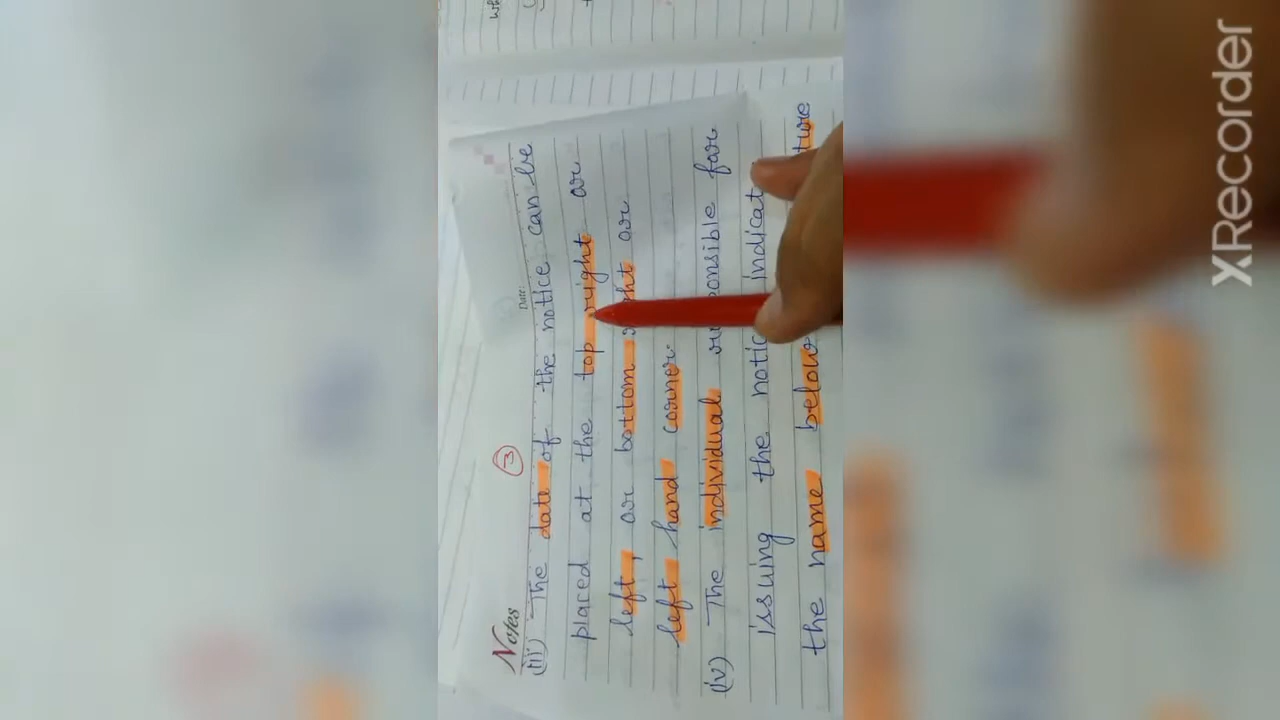 Notes
Date:
3
(iii) The date of the notice can be
placed at the top right or
left, or bottom right or
left hand corner.
(iv) The individual responsible for
issuing the notice indicat
the name below
XRecorder